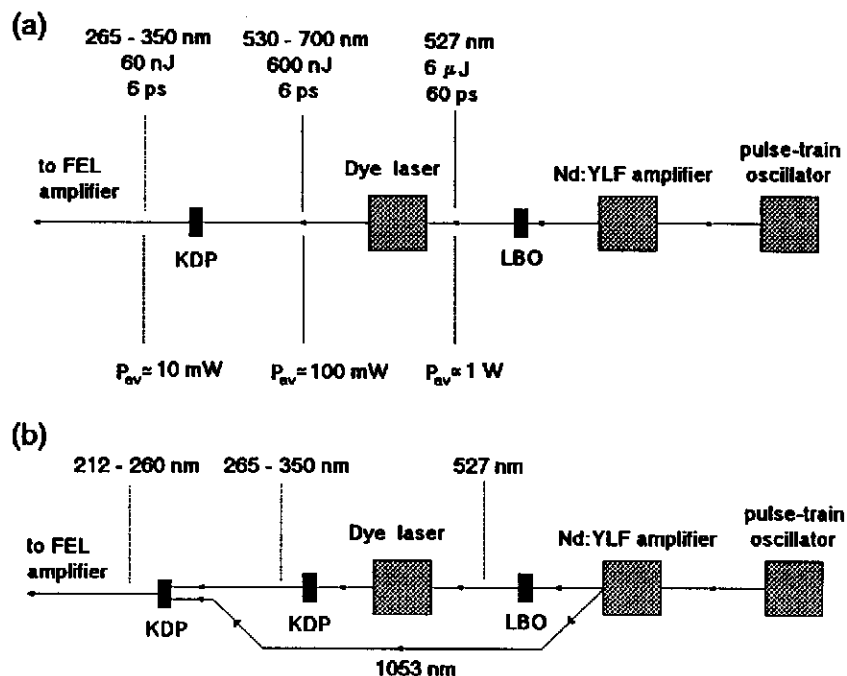 (a)
265 - 350 nm
60 nJ
6 ps
530 - 700 nm
600 nJ
6 ps
527 nm
6 μJ
60 ps
to FEL
amplifier
KDP
Dye laser
LBO
Nd:YLF amplifier
pulse-train
oscillator
Pav≈ 10 mW
Pav≈ 100 mW
Pav≈ 1 W
(b)
212 - 260 nm
265 - 350 nm
527 nm
to FEL
amplifier
KDP
KDP
Dye laser
LBO
Nd:YLF amplifier
pulse-train
oscillator
1053 nm